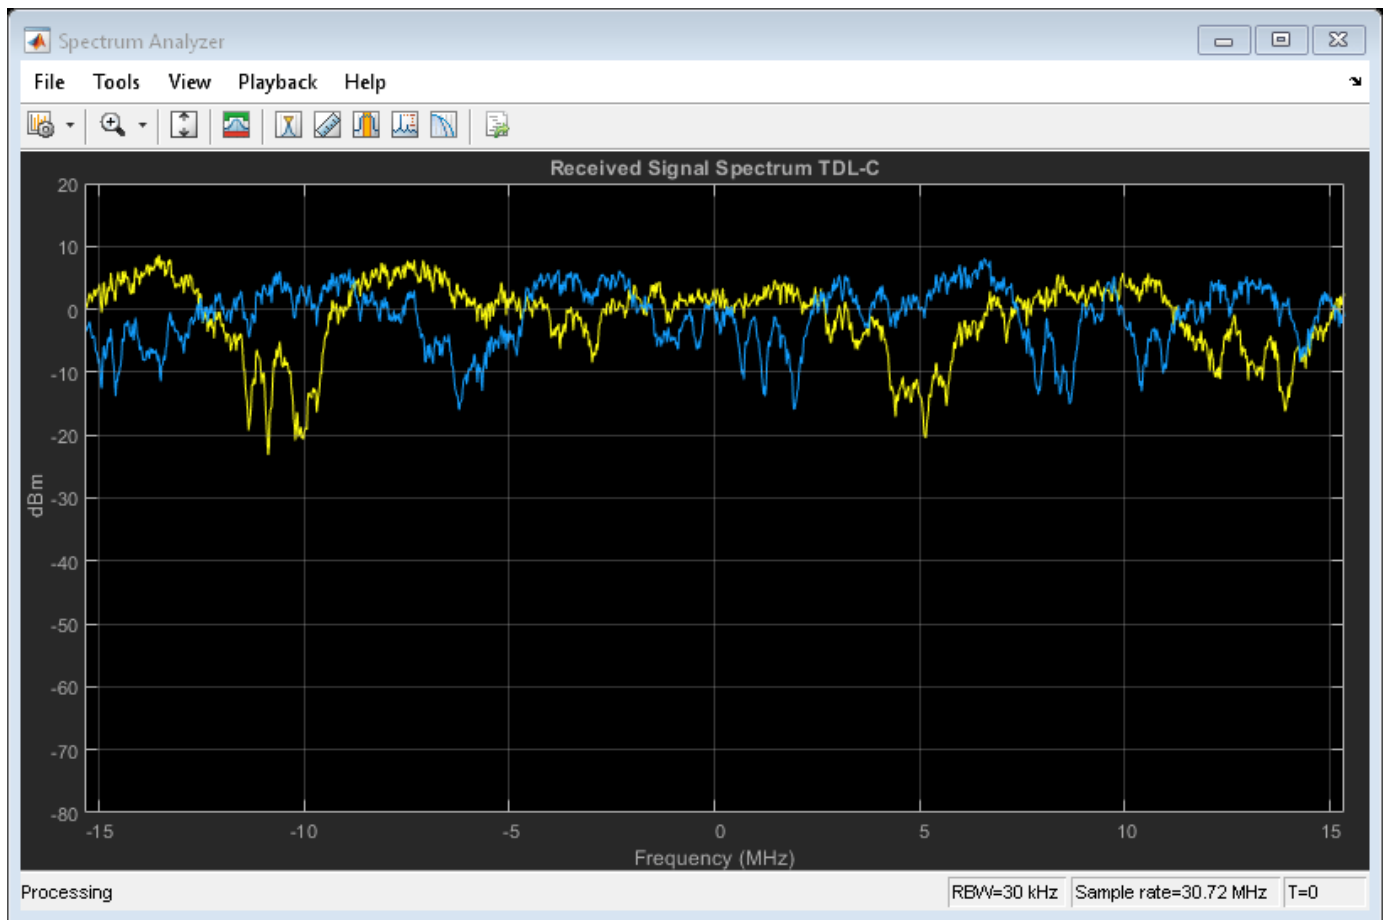 Spectrum Analyzer
File Tools View Playback Help
Received Signal Spectrum TDL-C
20
10
0
-10
-20
-30
-40
-50
-60
-70
-80
dBm
-15 -10 -5 0 5 10 15
Frequency (MHz)
Processing RBW=30 kHz Sample rate=30.72 MHz T=0